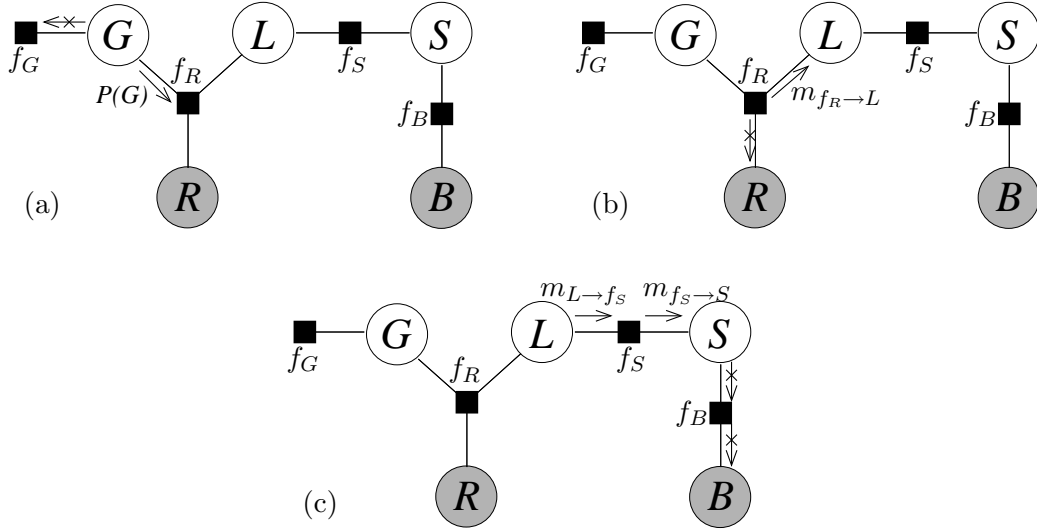 G L S
f_G f_R f_S
P(G) f_B
R B
(a)
G L S
f_G f_R f_S
m_{f_R→L} f_B
R B
(b)
m_{L→f_S} m_{f_S→S}
G L S
f_G f_R f_S
f_B
R B
(c)